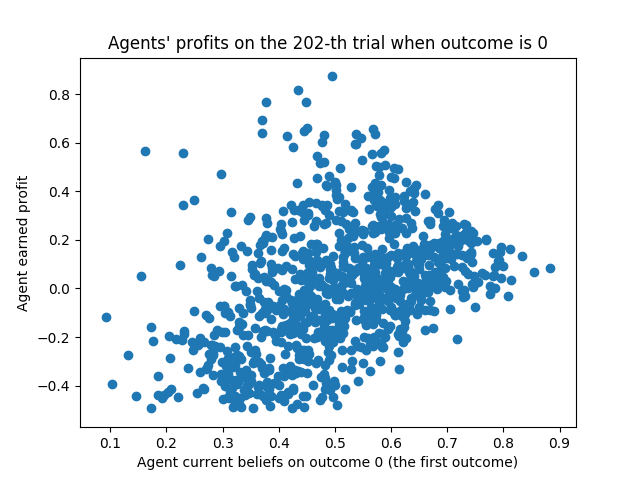 Agents' profits on the 202-th trial when outcome is 0
Agent earned profit
0.8
0.6
0.4
0.2
0.0
−0.2
−0.4
0.1 0.2 0.3 0.4 0.5 0.6 0.7 0.8 0.9
Agent current beliefs on outcome 0 (the first outcome)